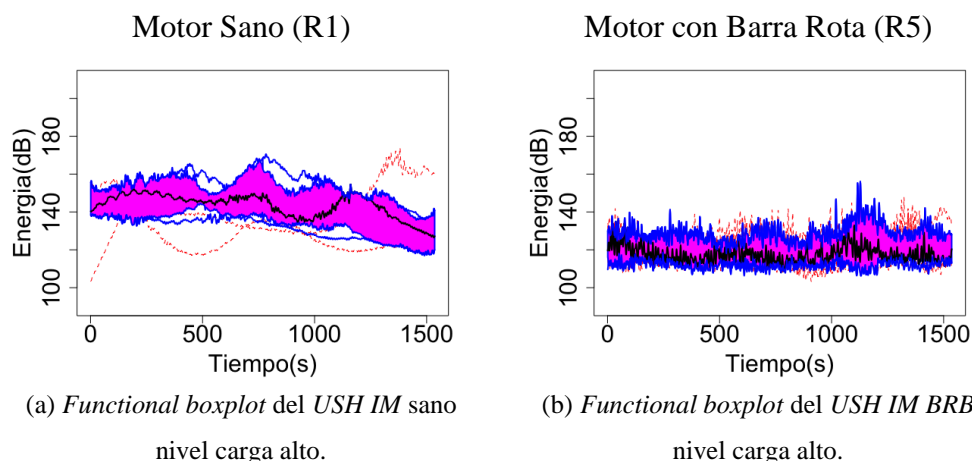 Motor Sano (R1)
Energia(dB)
180
140
100
0 500 1000 1500
Tiempo(s)
(a) Functional boxplot del USH IM sano
nivel carga alto.
Motor con Barra Rota (R5)
Energia(dB)
180
140
100
0 500 1000 1500
Tiempo(s)
(b) Functional boxplot del USH IM BRB
nivel carga alto.